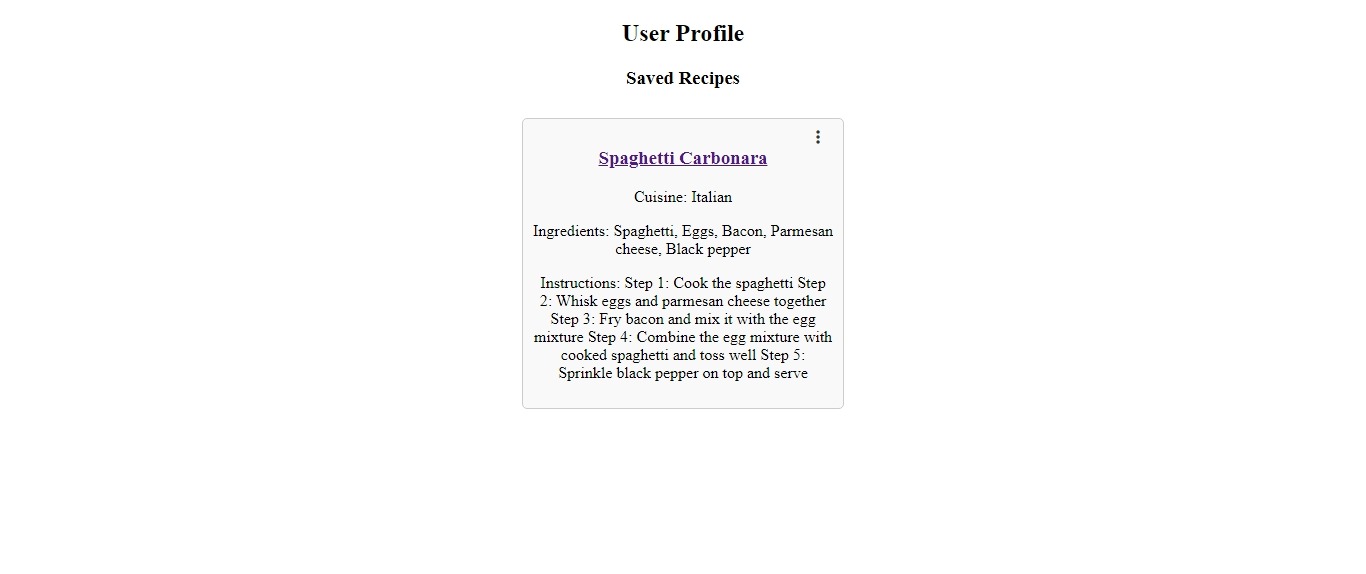 User Profile
Saved Recipes
Spaghetti Carbonara
Cuisine: Italian
Ingredients: Spaghetti, Eggs, Bacon, Parmesan
cheese, Black pepper
Instructions: Step 1: Cook the spaghetti Step
2: Whisk eggs and parmesan cheese together
Step 3: Fry bacon and mix it with the egg
mixture Step 4: Combine the egg mixture with
cooked spaghetti and toss well Step 5:
Sprinkle black pepper on top and serve